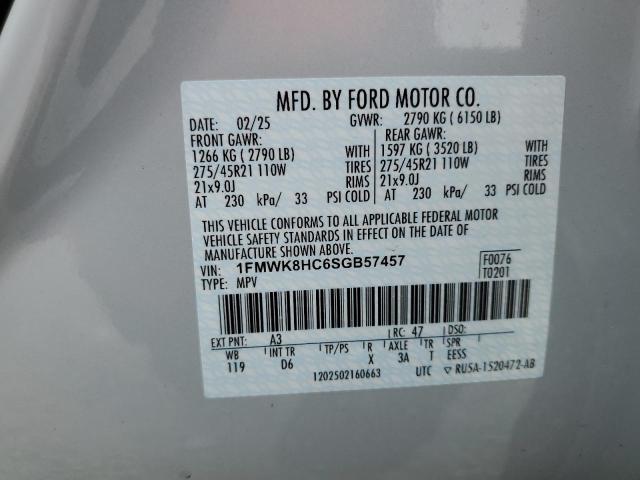 MFD. BY FORD MOTOR CO.
DATE: 02/25 GVWR: 2790 KG ( 6150 LB)
FRONT GAWR: REAR GAWR:
1266 KG ( 2790 LB) WITH 1597 KG ( 3520 LB) WITH
275/45R21 110W TIRES 275/45R21 110W TIRES
21x9.0J RIMS 21x9.0J RIMS
AT 230 kPa/ 33 PSI COLD AT 230 kPa/ 33 PSI COLD
THIS VEHICLE CONFORMS TO ALL APPLICABLE FEDERAL MOTOR
VEHICLE SAFETY STANDARDS IN EFFECT ON THE DATE OF
MANUFACTURE SHOWN ABOVE.
VIN: 1FMWK8HC6SGB57457 F0076
TYPE: MPV T0201
EXT PNT: A3 RC: 47 DSO:
WB INT TR TP/PS R AXLE TR SPR
119 D6 X 3A T EESS
1202502160663 UTC ▽ RU5A-1520472-AB